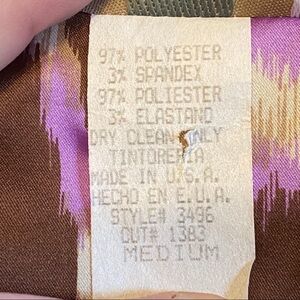 97% POLYESTER
3% SPANDEX
97% POLIESTER
3% ELASTANO
DRY CLEAN ONLY
TINTORERIA
MADE IN U.S.A.
HECHO EN E.U.A.
STYLE# 3496
CUT# 1383
MEDIUM